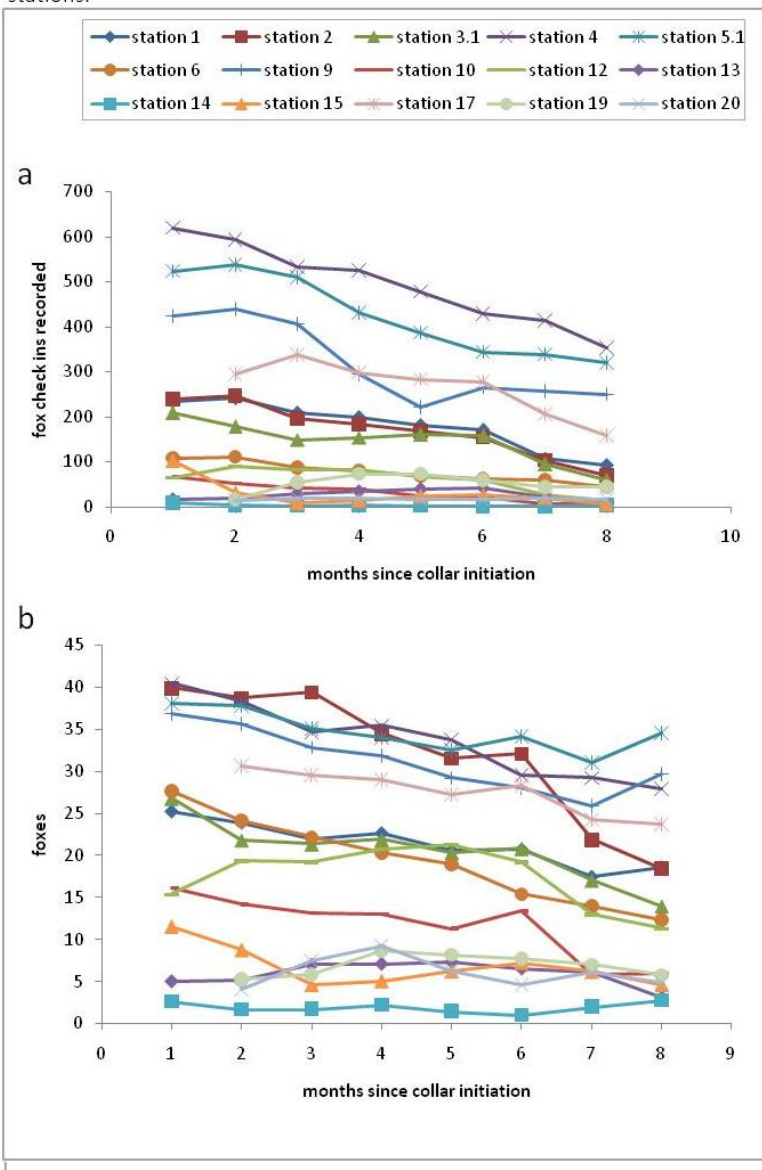 stations.
station 1 station 2 station 3.1 station 4 station 5.1
station 6 station 9 station 10 station 12 station 13
station 14 station 15 station 17 station 19 station 20
a
700
600
500
400
300
200
100
0
fox check ins recorded
0 2 4 6 8 10
months since collar initiation
b
45
40
35
30
25
20
15
10
5
0
foxes
0 1 2 3 4 5 6 7 8 9
months since collar initiation